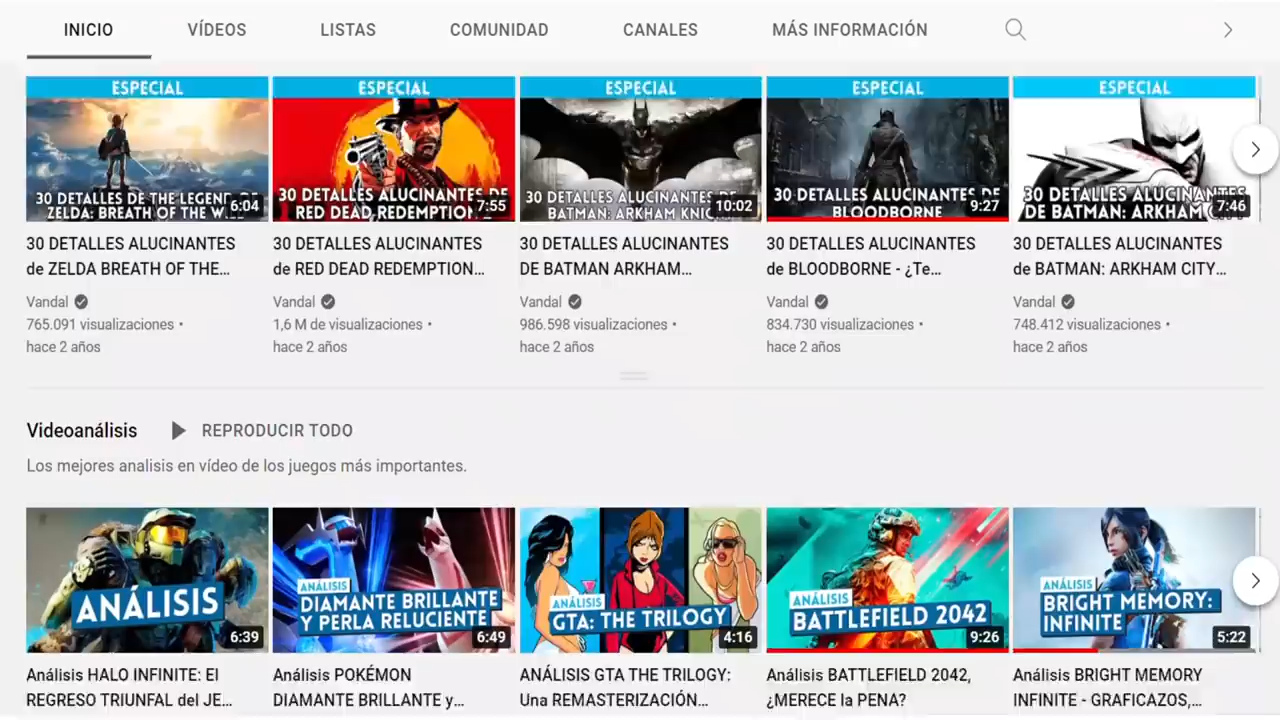 INICIO VÍDEOS LISTAS COMUNIDAD CANALES MÁS INFORMACIÓN
ESPECIAL ESPECIAL ESPECIAL ESPECIAL ESPECIAL
30 DETALLES DE THE LEGEND OF
ZELDA: BREATH OF THE W
6:04
30 DETALLES ALUCINANTES DE
RED DEAD REDEMPTION
7:55
30 DETALLES ALUCINANTES DE
BATMAN: ARKHAM KNIG
10:02
30 DETALLES ALUCINANTES DE
BLOODBORNE
9:27
30 DETALLES ALUCINANTES
DE BATMAN: ARKHAM CITY
7:46
30 DETALLES ALUCINANTES
de ZELDA BREATH OF THE...
Vandal
765.091 visualizaciones •
hace 2 años
30 DETALLES ALUCINANTES
de RED DEAD REDEMPTION...
Vandal
1,6 M de visualizaciones •
hace 2 años
30 DETALLES ALUCINANTES
DE BATMAN ARKHAM...
Vandal
986.598 visualizaciones •
hace 2 años
30 DETALLES ALUCINANTES
de BLOODBORNE - ¿Te...
Vandal
834.730 visualizaciones •
hace 2 años
30 DETALLES ALUCINANTES
de BATMAN: ARKHAM CITY...
Vandal
748.412 visualizaciones •
hace 2 años
Videoanálisis REPRODUCIR TODO
Los mejores analisis en vídeo de los juegos más importantes.
ANÁLISIS
6:39
ANÁLISIS
DIAMANTE BRILLANTE
Y PERLA RELUCIENTE
6:49
ANÁLISIS
GTA: THE TRILOGY
4:16
ANÁLISIS
BATTLEFIELD 2042
9:26
ANÁLISIS
BRIGHT MEMORY:
INFINITE
5:22
Análisis HALO INFINITE: El
REGRESO TRIUNFAL del JE...
Análisis POKÉMON
DIAMANTE BRILLANTE y...
ANÁLISIS GTA THE TRILOGY:
Una REMASTERIZACIÓN...
Análisis BATTLEFIELD 2042,
¿MERECE la PENA?
Análisis BRIGHT MEMORY
INFINITE - GRAFICAZOS,...